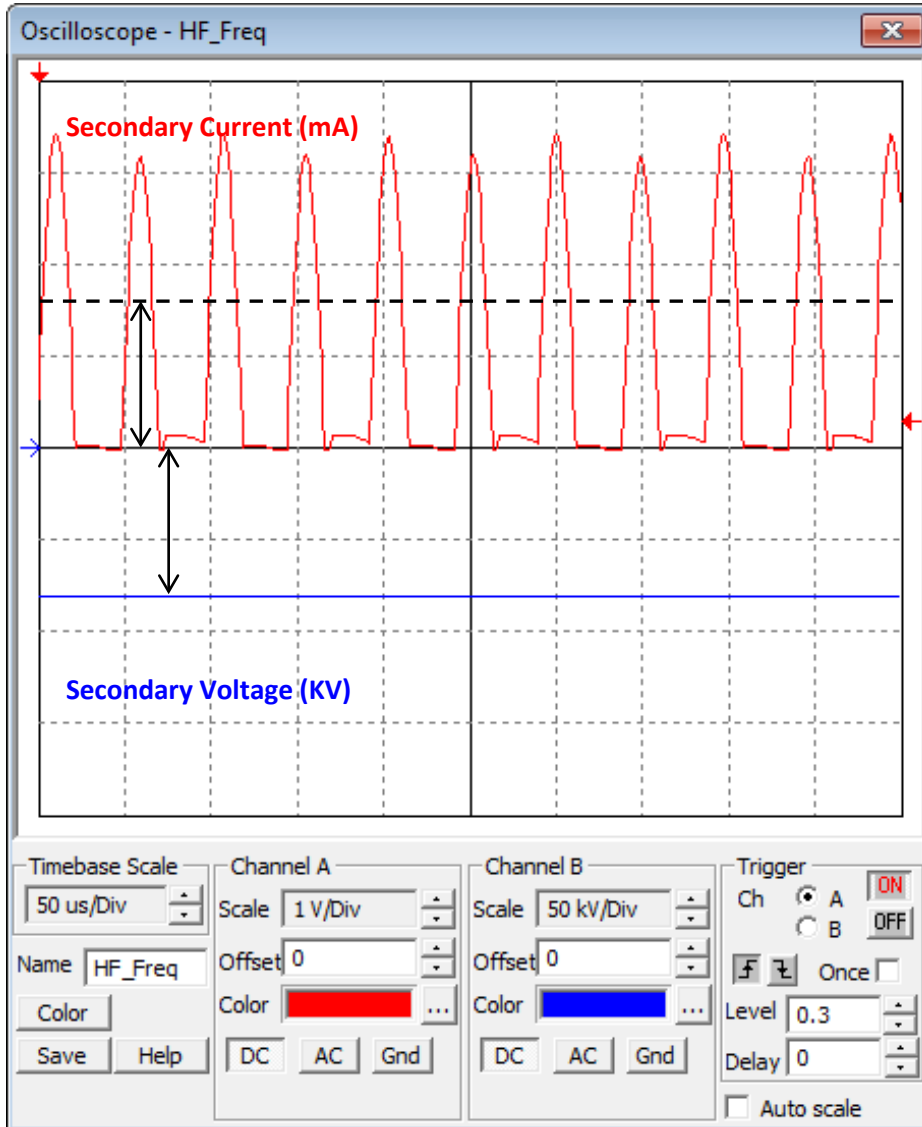 Oscilloscope - HF_Freq
Secondary Current (mA)
Secondary Voltage (KV)
Timebase Scale
50 us/Div
Name HF_Freq
Color
Save Help
Channel A
Scale 1 V/Div
Offset 0
Color ...
DC AC Gnd
Channel B
Scale 50 kV/Div
Offset 0
Color ...
DC AC Gnd
Trigger
Ch A ON
B OFF
Once
Level 0.3
Delay 0
Auto scale